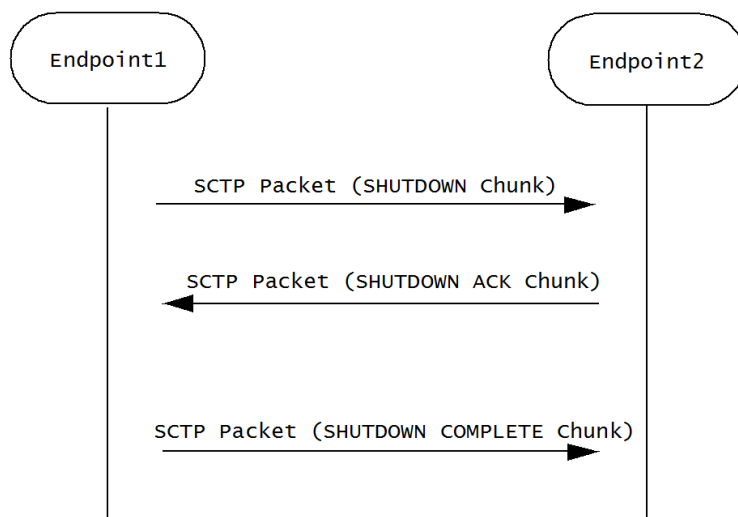 Endpoint1
Endpoint2
SCTP Packet (SHUTDOWN Chunk)
SCTP Packet (SHUTDOWN ACK Chunk)
SCTP Packet (SHUTDOWN COMPLETE Chunk)